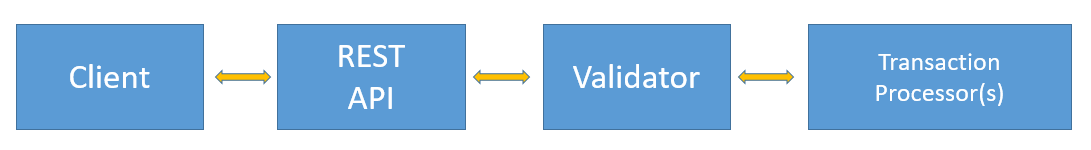 Client
REST
API
Validator
Transaction
Processor(s)